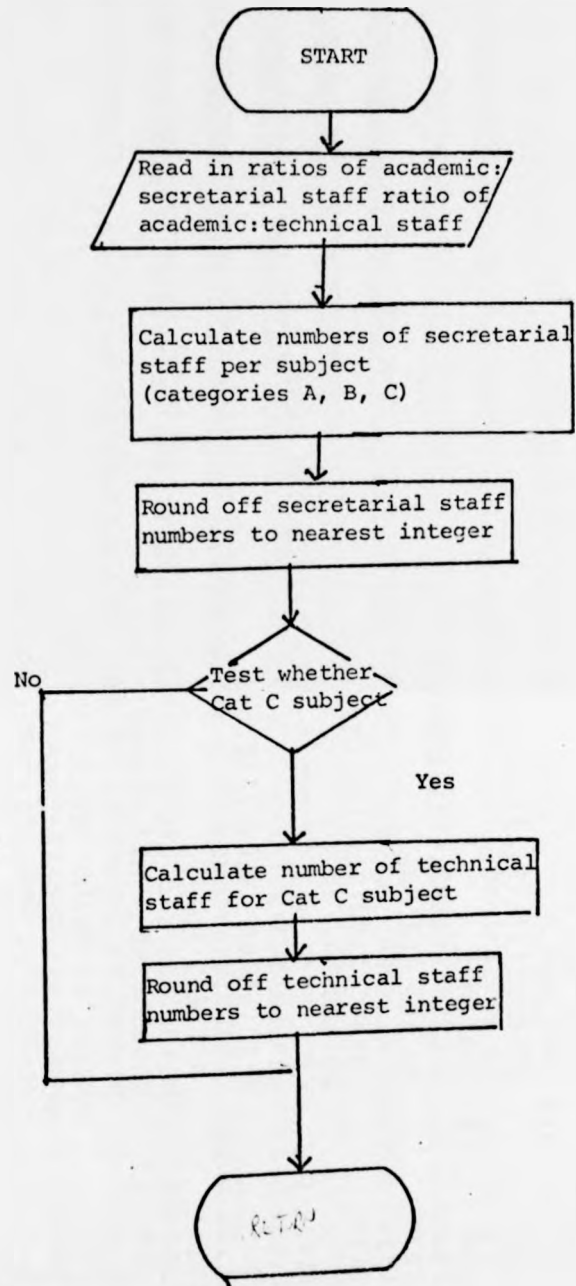 START
Read in ratios of academic:
secretarial staff ratio of
academic:technical staff
Calculate numbers of secretarial
staff per subject
(categories A, B, C)
Round off secretarial staff
numbers to nearest integer
Test whether
Cat C subject
No
Yes
Calculate number of technical
staff for Cat C subject
Round off technical staff
numbers to nearest integer